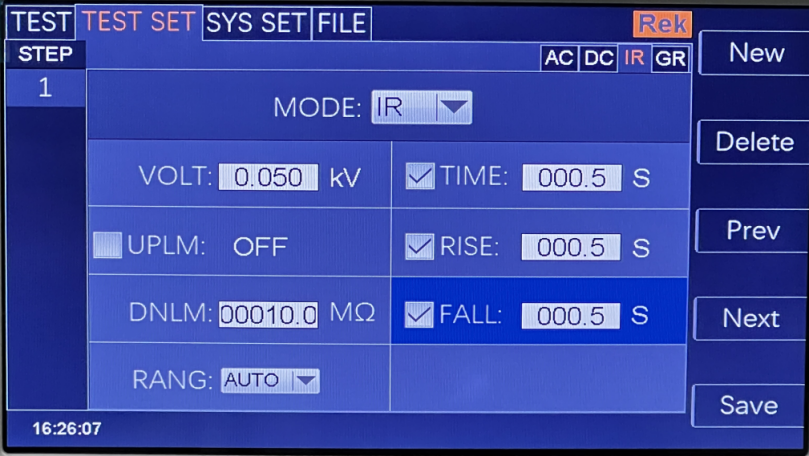 TEST TEST SET SYS SET FILE Rek
STEP AC DC IR GR New
1 MODE: IR
Delete
VOLT: 0.050 kV TIME: 000.5 S
UPLM: OFF RISE: 000.5 S Prev
DNLM: 00010.0 MΩ FALL: 000.5 S Next
RANG: AUTO
Save
16:26:07